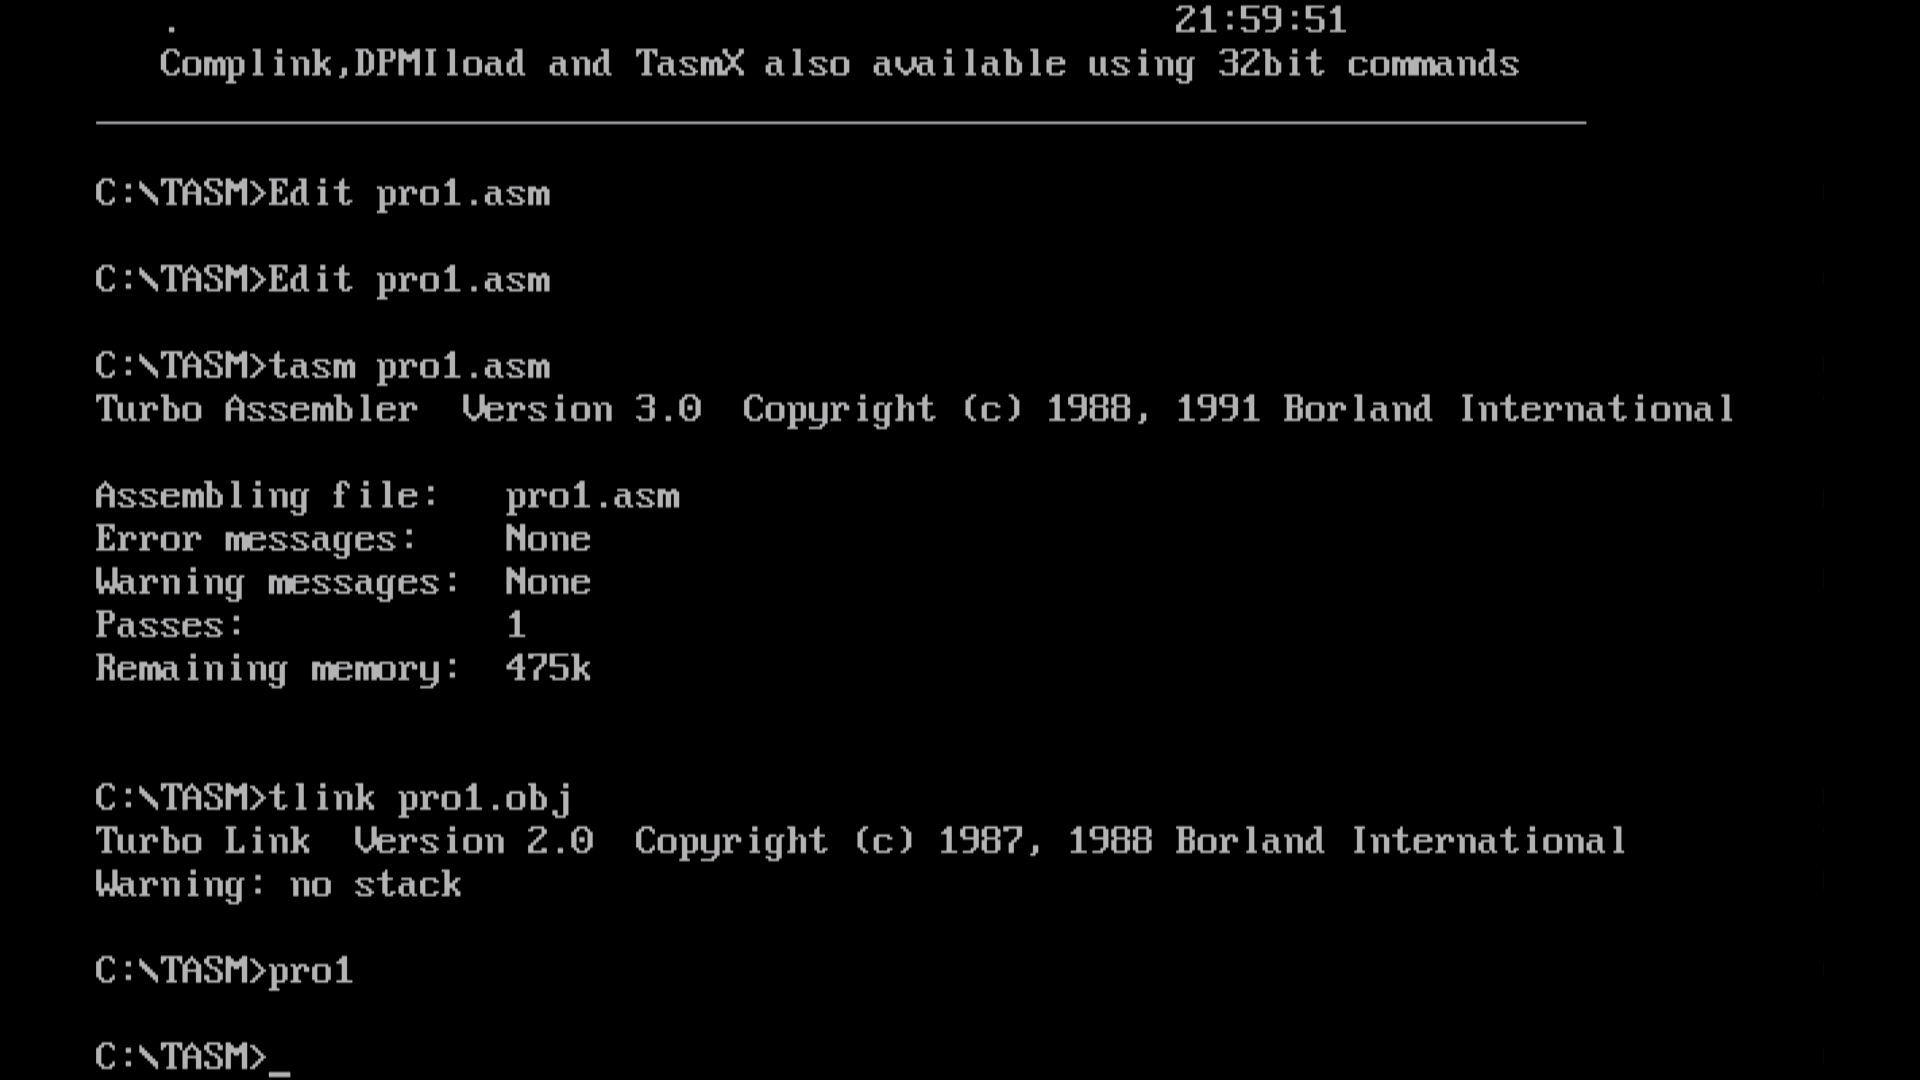 .                                             21:59:51
Complink,DPMIload and TasmX also available using 32bit commands
C:\TASM>Edit pro1.asm
C:\TASM>Edit pro1.asm
C:\TASM>tasm pro1.asm
Turbo Assembler  Version 3.0  Copyright (c) 1988, 1991 Borland International
Assembling file:   pro1.asm
Error messages:    None
Warning messages:  None
Passes:            1
Remaining memory:  475k
C:\TASM>tlink pro1.obj
Turbo Link  Version 2.0  Copyright (c) 1987, 1988 Borland International
Warning: no stack
C:\TASM>pro1
C:\TASM>_